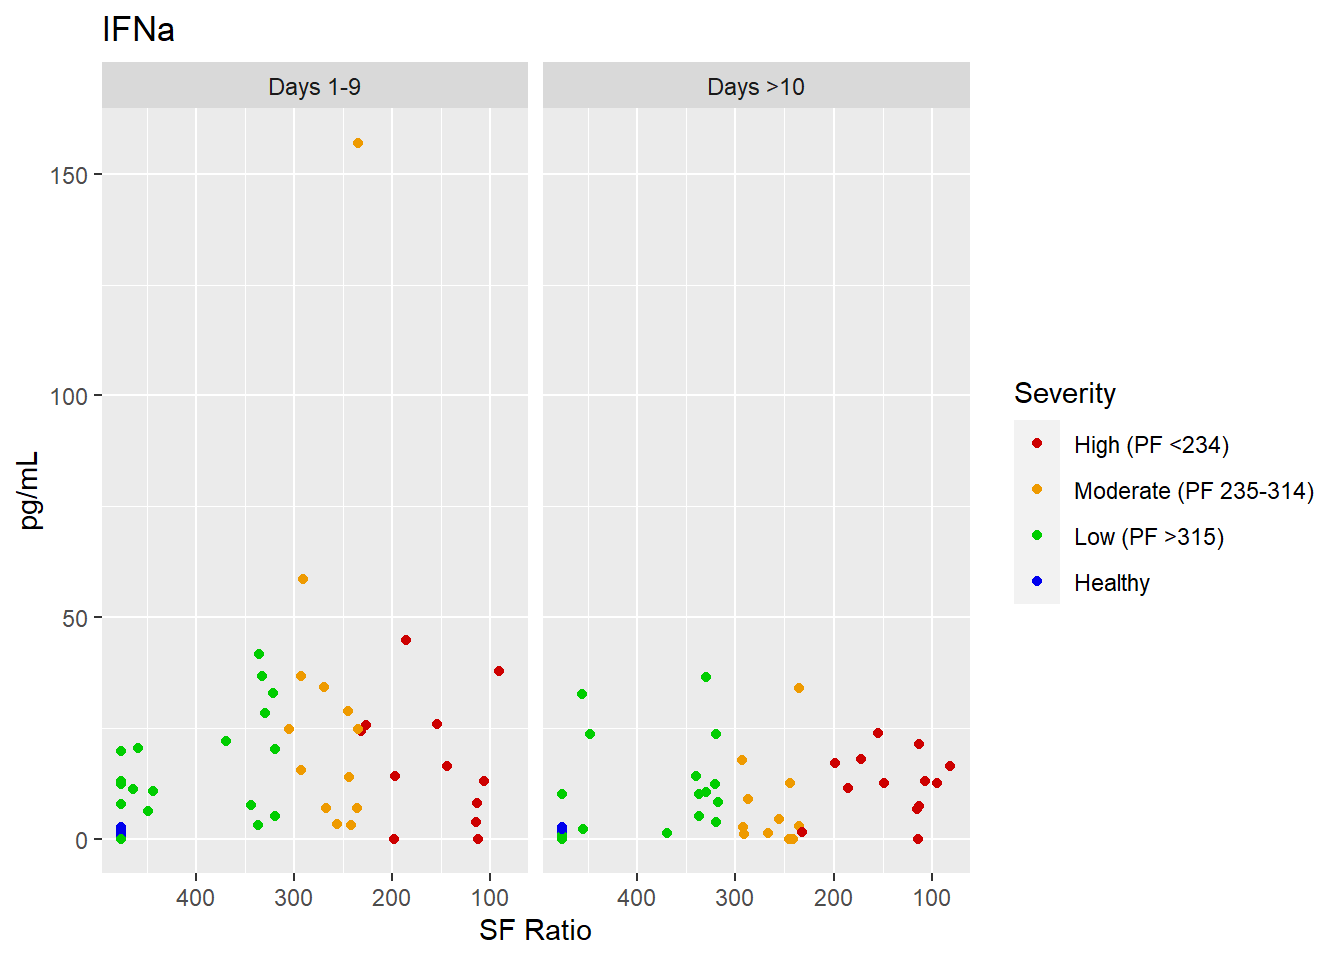 IFNa
Days 1-9
Days >10
150
100
50
0
pg/mL
400 300 200 100
400 300 200 100
SF Ratio
Severity
High (PF <234)
Moderate (PF 235-314)
Low (PF >315)
Healthy